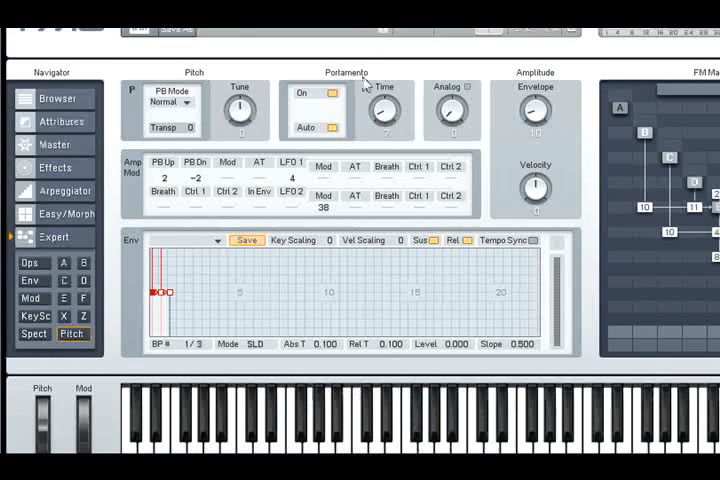 Navigator
Pitch
Portamento
Amplitude
FM Ma
P
PB Mode
Normal
Transp 0
Tune
0
On
Auto
Time
7
Analog
0
Envelope
10
Velocity
0
Browser
Attributes
Master
Effects
Arpeggiator
Easy/Morph
Expert
Ops A B
Env C D
Mod E F
KeySc X Z
Spect Pitch
Amp
Mod
PB Up PB Dn Mod AT LFO 1 Mod AT Breath Ctrl 1 Ctrl 2
2 -2 4
Breath Ctrl 1 Ctrl 2 In Env LFO 2 Mod AT Breath Ctrl 1 Ctrl 2
38
Env Save Key Scaling 0 Vel Scaling 0 Sus Rel Tempo Sync
5 10 15 20
BP # 1 / 3 Mode SLD Abs T 0.100 Rel T 0.100 Level 0.000 Slope 0.500
A
B
C
D
10 11
10
Pitch Mod